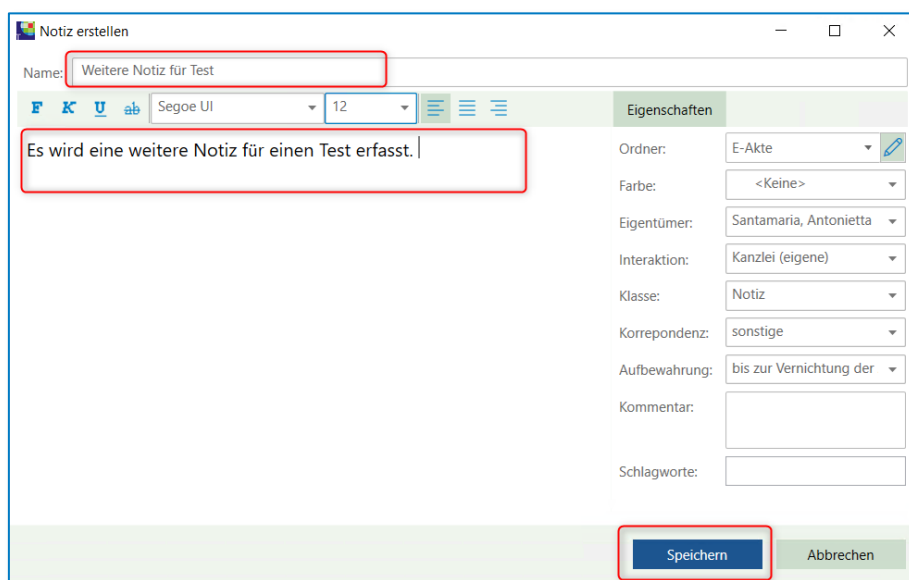 Notiz erstellen
Name: Weitere Notiz für Test
F K U ab Segoe UI 12
Eigenschaften
Es wird eine weitere Notiz für einen Test erfasst.
Ordner: E-Akte
Farbe: <Keine>
Eigentümer: Santamaria, Antonietta
Interaktion: Kanzlei (eigene)
Klasse: Notiz
Korrepondenz: sonstige
Aufbewahrung: bis zur Vernichtung der
Kommentar:
Schlagworte:
Speichern Abbrechen